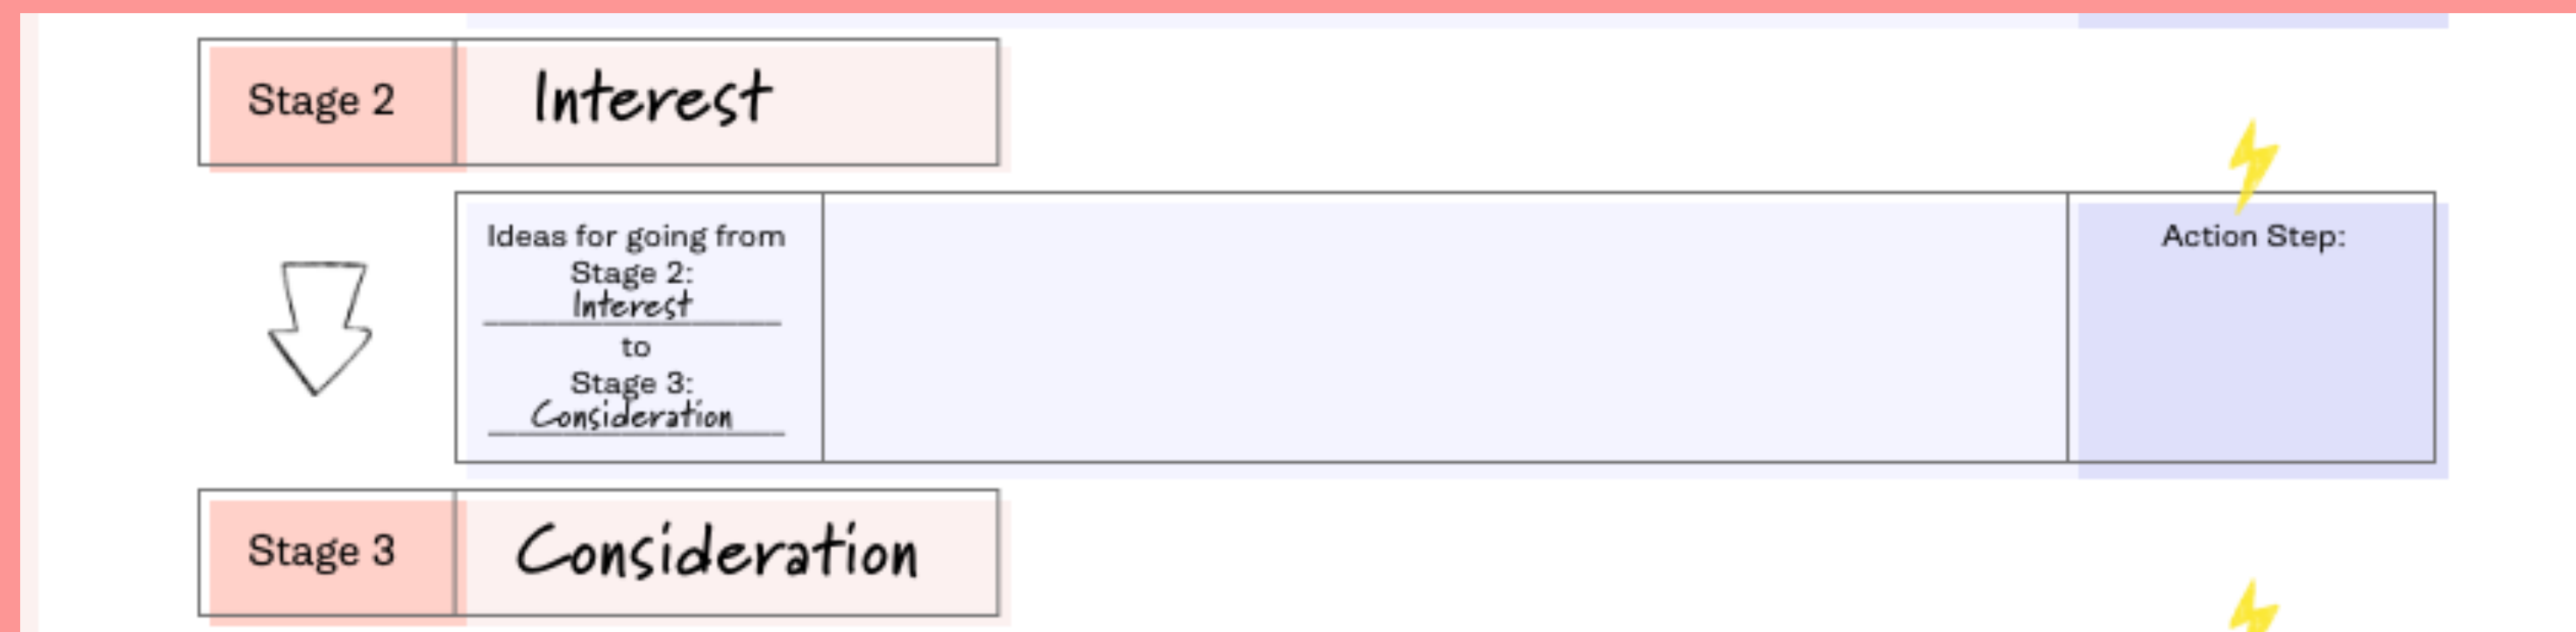 Stage 2
Interest
Ideas for going from
Stage 2:
Interest
to
Stage 3:
Consideration
Action Step:
Stage 3
Consideration